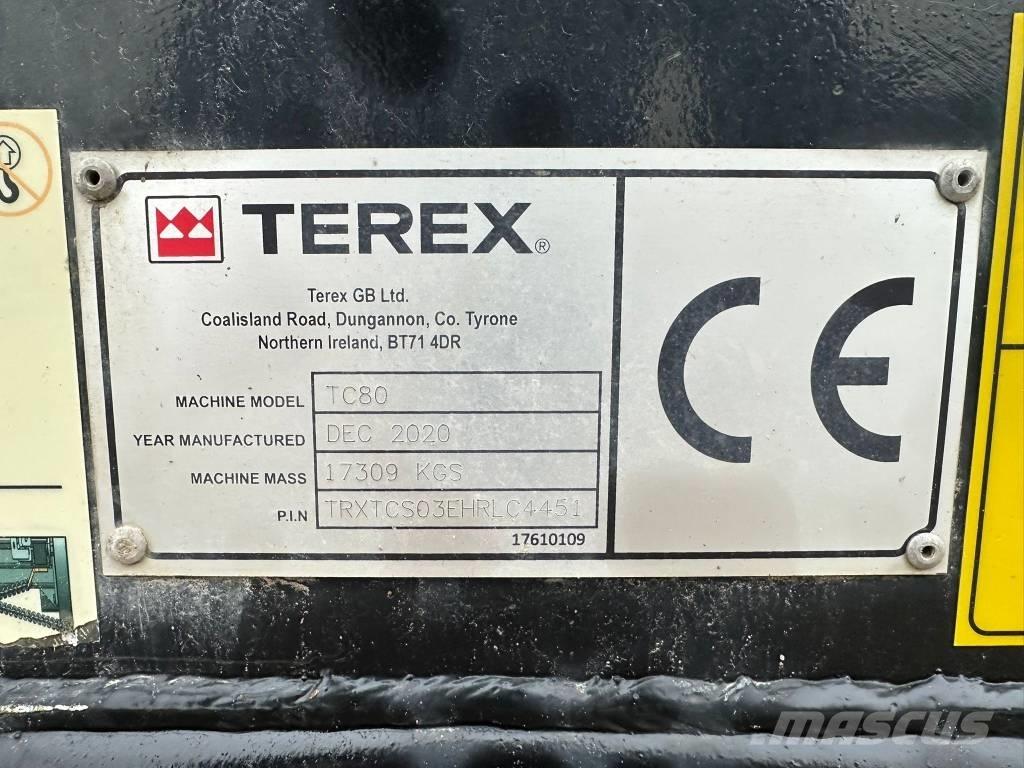 TEREX®
Terex GB Ltd.
Coalisland Road, Dungannon, Co. Tyrone
Northern Ireland, BT71 4DR
MACHINE MODEL TC80
YEAR MANUFACTURED DEC 2020
MACHINE MASS 17309 KGS
P.I.N TRXTCS03EHRLC4451
17610109
CE
MASCUS